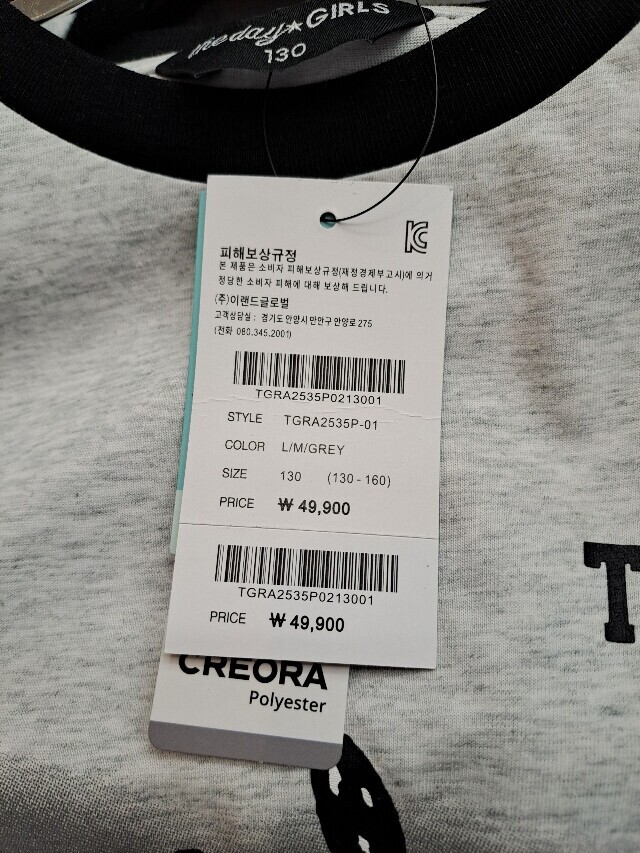 the day★GIRLS
130
피해보상규정
본 제품은 소비자 피해보상규정(재정경제부고시)에 의거
정당한 소비자 피해에 대해 보상해 드립니다.
(주)이랜드글로벌
고객상담실 : 경기도 안양시 만안구 안양로 275
(전화 080.345.2001)
TGRA2535P0213001
STYLE TGRA2535P-01
COLOR L/M/GREY
SIZE 130 (130 - 160)
PRICE ₩ 49,900
TGRA2535P0213001
PRICE ₩ 49,900
CREORA
Polyester
T